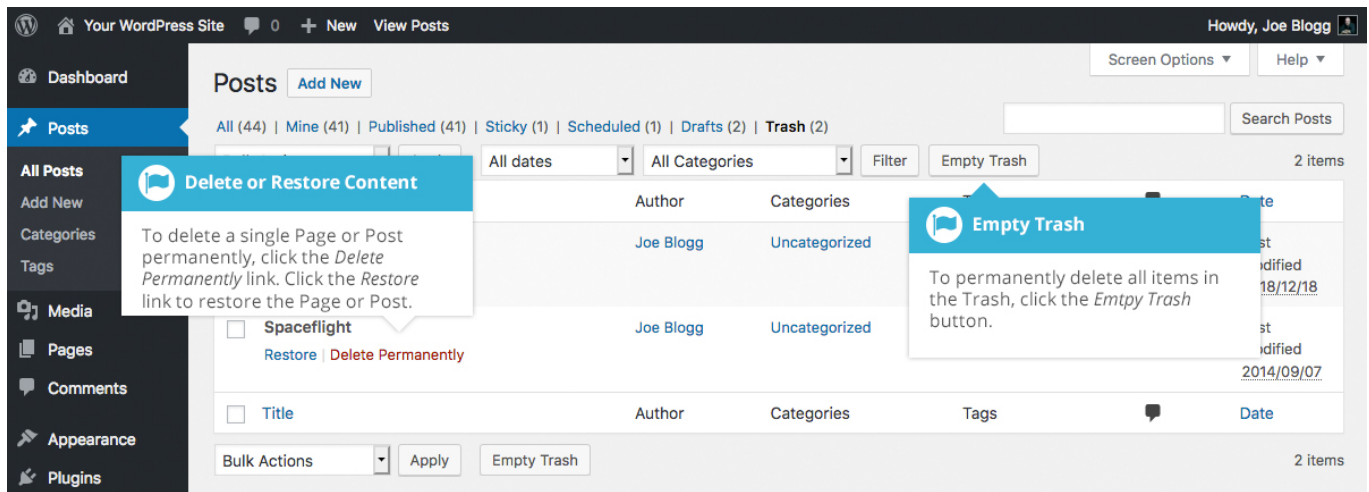 Your WordPress Site 0 New View Posts Howdy, Joe Blogg
Dashboard
Posts
All Posts
Add New
Categories
Tags
Media
Pages
Comments
Appearance
Plugins
Screen Options ▼ Help ▼
Posts Add New
All (44) | Mine (41) | Published (41) | Sticky (1) | Scheduled (1) | Drafts (2) | Trash (2)
Search Posts
All dates All Categories Filter Empty Trash 2 items
Delete or Restore Content
To delete a single Page or Post
permanently, click the Delete
Permanently link. Click the Restore
link to restore the Page or Post.
Author Categories
Joe Blogg Uncategorized
Empty Trash
To permanently delete all items in
the Trash, click the Emtpy Trash
button.
Spaceflight Joe Blogg Uncategorized
Restore | Delete Permanently
2014/09/07
Title Author Categories Tags Date
Bulk Actions Apply Empty Trash 2 items